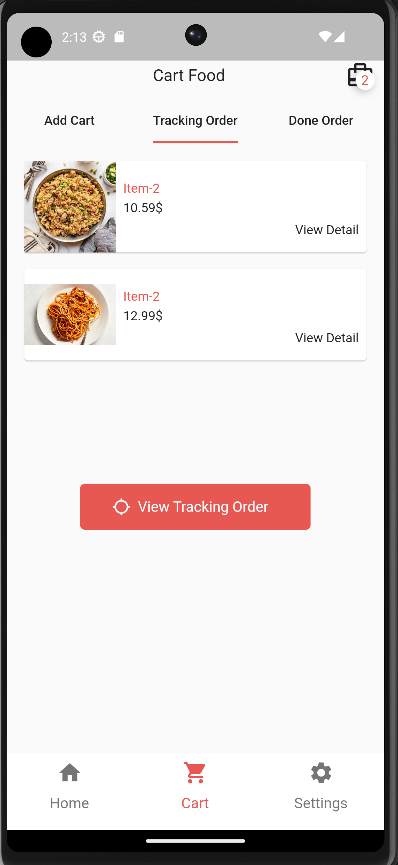 2:13
Cart Food
2
Add Cart
Tracking Order
Done Order
Item-2
10.59$
View Detail
Item-2
12.99$
View Detail
View Tracking Order
Home
Cart
Settings